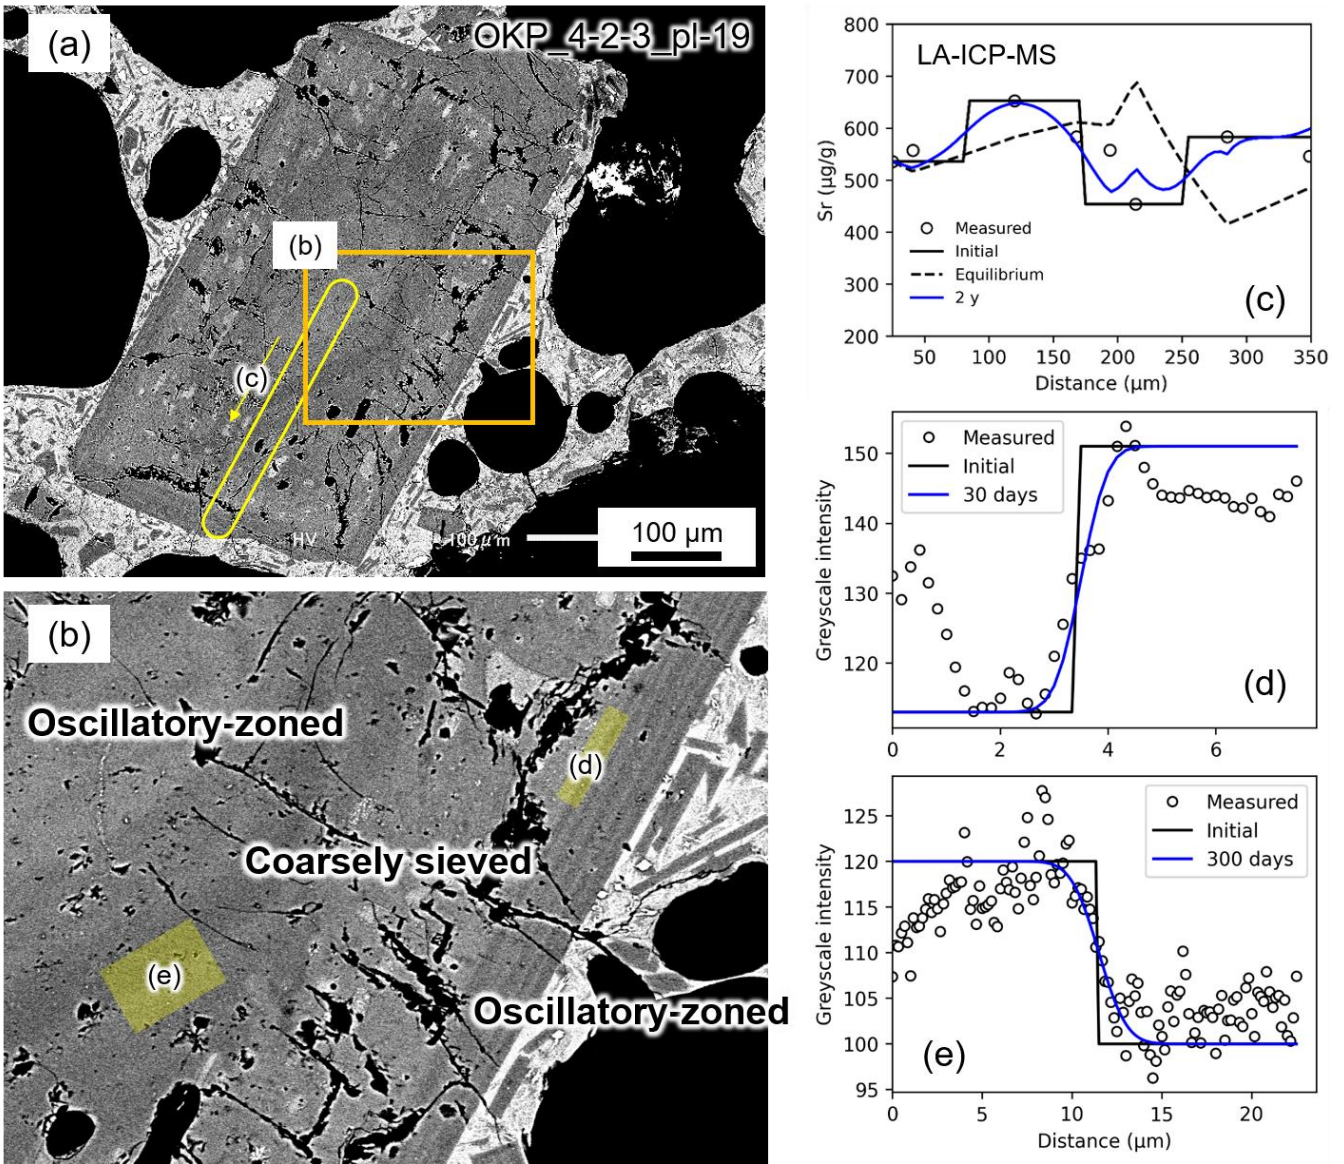 (a)
OKP_4-2-3_pl-19
(b)
(c)
HV
100μm
100 μm
(b)
Oscillatory-zoned
(d)
Coarsely sieved
(e)
Oscillatory-zoned
LA-ICP-MS
800
700
600
500
400
300
200
Sr (μg/g)
Measured
Initial
Equilibrium
2 y
(c)
50 100 150 200 250 300 350
Distance (μm)
150
140
130
120
Greyscale intensity
Measured
Initial
30 days
(d)
0 2 4 6
125
120
115
110
105
100
95
Greyscale intensity
Measured
Initial
300 days
(e)
0 5 10 15 20
Distance (μm)